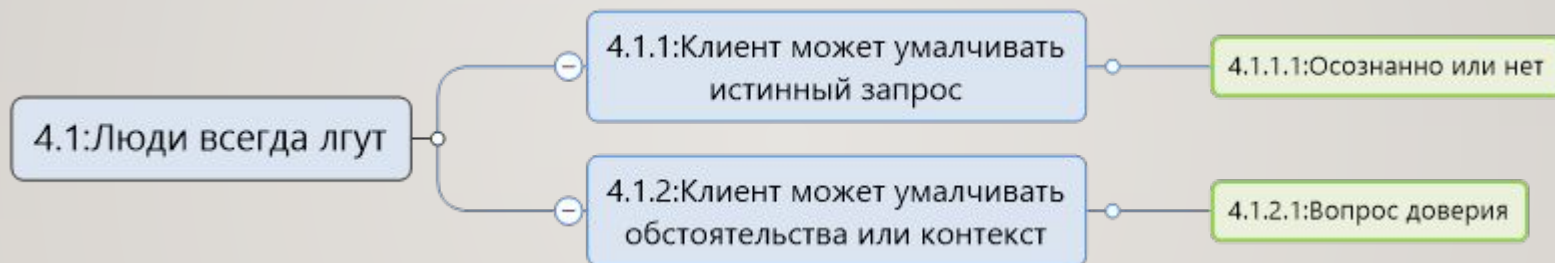 4.1:Люди всегда лгут
4.1.1:Клиент может умалчивать
истинный запрос
4.1.1.1:Осознанно или нет
4.1.2:Клиент может умалчивать
обстоятельства или контекст
4.1.2.1:Вопрос доверия